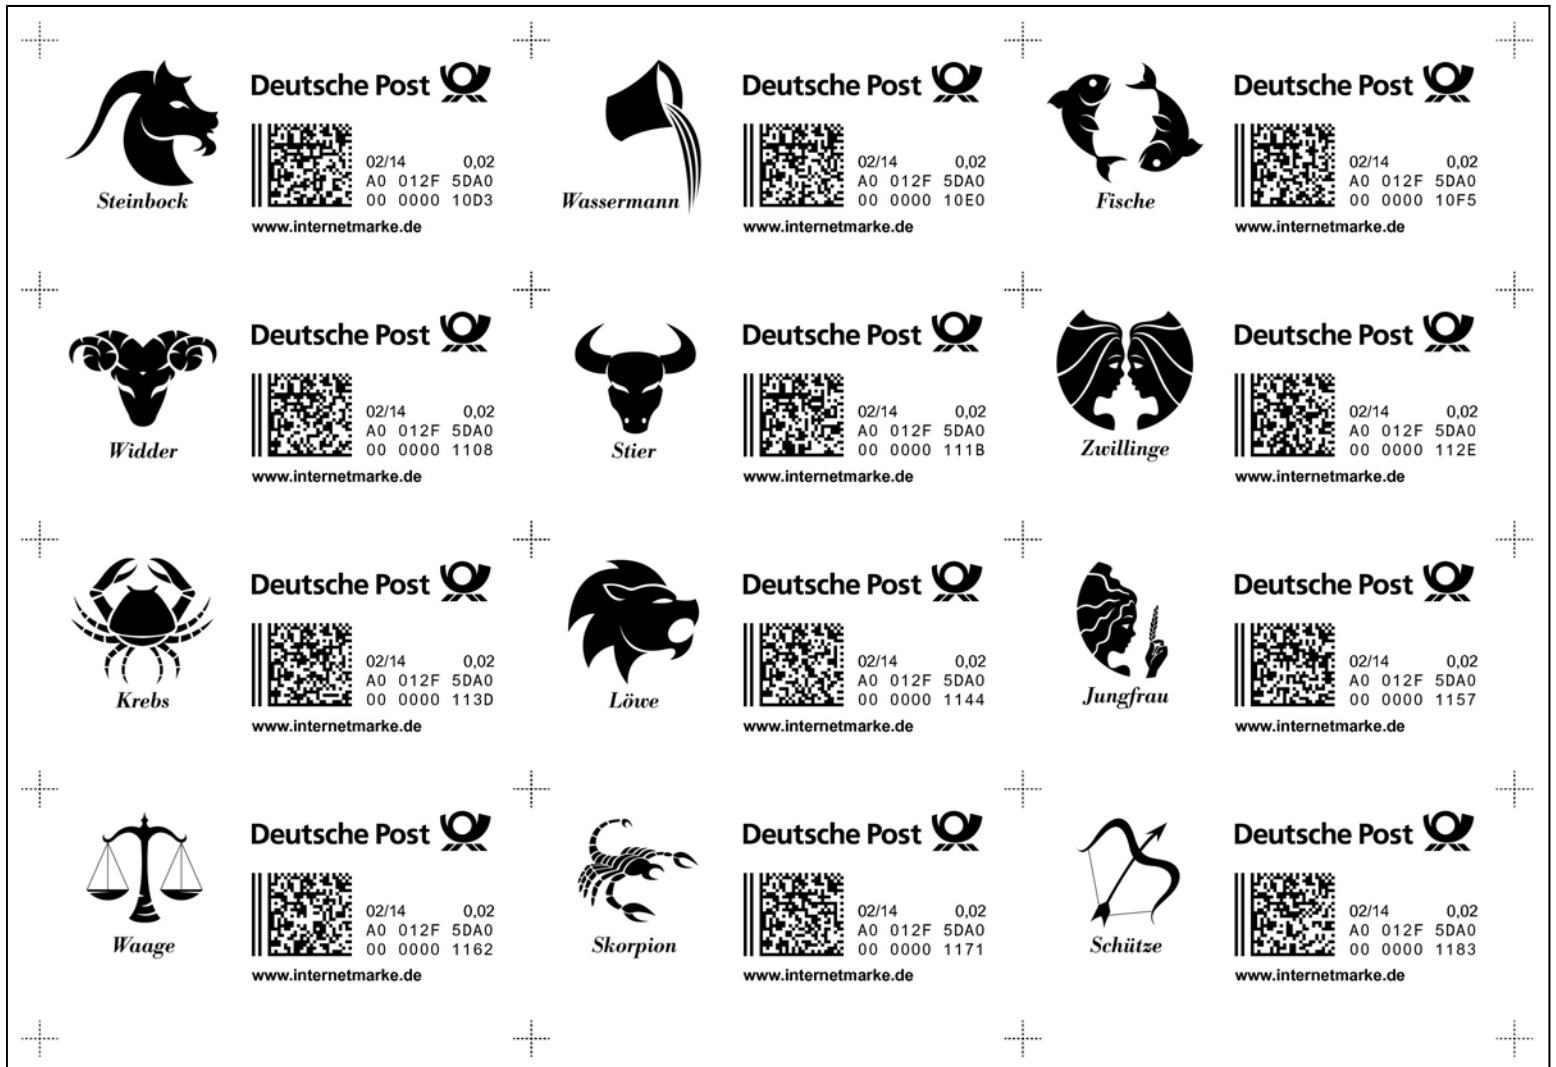 Deutsche Post
02/14 0,02
A0 012F 5DA0
00 0000 10D3
Steinbock
www.internetmarke.de
Deutsche Post
02/14 0,02
A0 012F 5DA0
00 0000 10E0
Wassermann
www.internetmarke.de
Deutsche Post
02/14 0,02
A0 012F 5DA0
00 0000 10F5
Fische
www.internetmarke.de
Deutsche Post
02/14 0,02
A0 012F 5DA0
00 0000 1108
Widder
www.internetmarke.de
Deutsche Post
02/14 0,02
A0 012F 5DA0
00 0000 111B
Stier
www.internetmarke.de
Deutsche Post
02/14 0,02
A0 012F 5DA0
00 0000 112E
Zwillinge
www.internetmarke.de
Deutsche Post
02/14 0,02
A0 012F 5DA0
00 0000 113D
Krebs
www.internetmarke.de
Deutsche Post
02/14 0,02
A0 012F 5DA0
00 0000 1144
Löwe
www.internetmarke.de
Deutsche Post
02/14 0,02
A0 012F 5DA0
00 0000 1157
Jungfrau
www.internetmarke.de
Deutsche Post
02/14 0,02
A0 012F 5DA0
00 0000 1162
Waage
www.internetmarke.de
Deutsche Post
02/14 0,02
A0 012F 5DA0
00 0000 1171
Skorpion
www.internetmarke.de
Deutsche Post
02/14 0,02
A0 012F 5DA0
00 0000 1183
Schütze
www.internetmarke.de